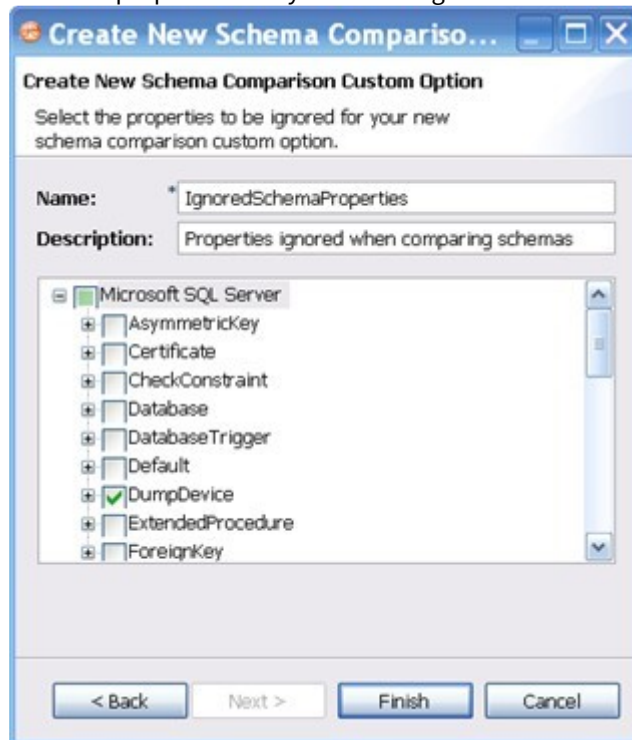 Create New Schema Compariso...
Create New Schema Comparison Custom Option
Select the properties to be ignored for your new
schema comparison custom option.
Name: * IgnoredSchemaProperties
Description: Properties ignored when comparing schemas
Microsoft SQL Server
AsymmetricKey
Certificate
CheckConstraint
Database
DatabaseTrigger
Default
DumpDevice
ExtendedProcedure
ForeignKey
< Back Next > Finish Cancel